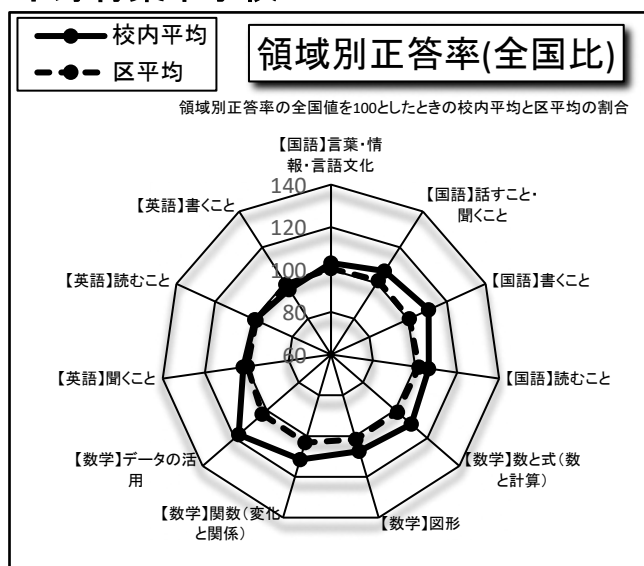 校内平均
区平均
領域別正答率(全国比)
領域別正答率の全国値を100としたときの校内平均と区平均の割合
【国語】言葉・情
報・言語文化
【国語】話すこと・
聞くこと
【国語】書くこと
【国語】読むこと
【数学】数と式(数
と計算)
【数学】図形
【数学】関数(変化
と関係)
【数学】データの活
用
【英語】聞くこと
【英語】読むこと
【英語】書くこと
140
120
100
80
60